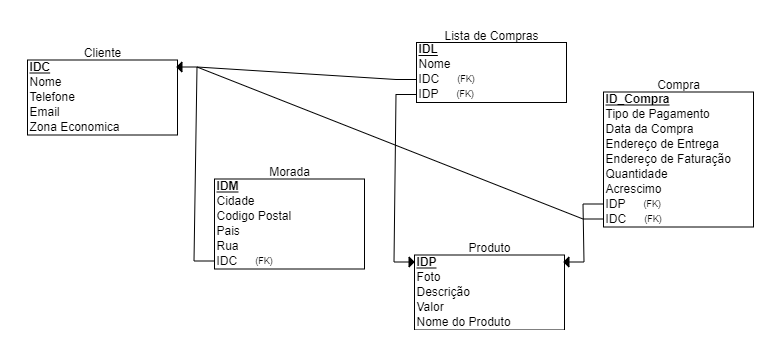 Cliente
IDC
Nome
Telefone
Email
Zona Economica
Lista de Compras
IDL
Nome
IDC (FK)
IDP (FK)
Compra
ID_Compra
Tipo de Pagamento
Data da Compra
Endereço de Entrega
Endereço de Faturação
Quantidade
Acrescimo
IDP (FK)
IDC (FK)
Morada
IDM
Cidade
Codigo Postal
Pais
Rua
IDC (FK)
Produto
IDP
Foto
Descrição
Valor
Nome do Produto